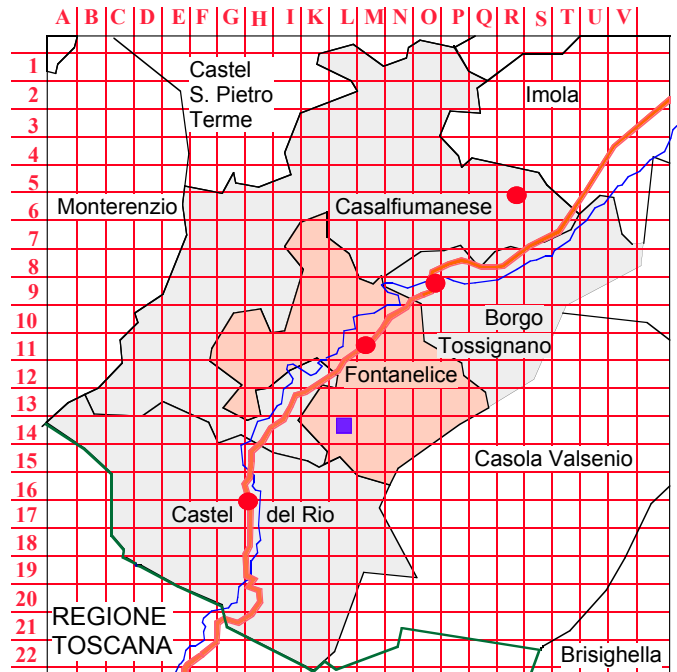 A B C D E F G H I K L M N O P Q R S T U V
1
Castel
2
S. Pietro
Imola
Terme
3
4
5
6
Monterenzio
Casalfiumanese
7
8
9
10
Borgo
11
Tossignano
12
Fontanelice
13
14
15
Casola Valsenio
16
17
Castel del Rio
18
19
20
REGIONE
21
TOSCANA
22
Brisighella